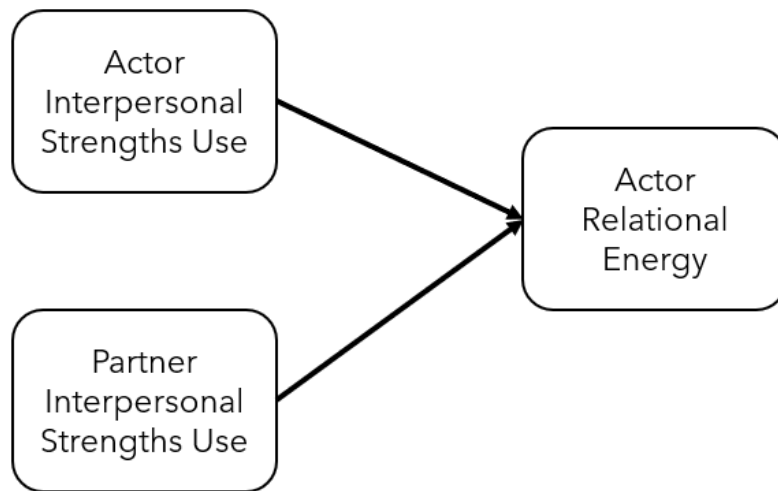 Actor
Interpersonal
Strengths Use
Actor
Relational
Energy
Partner
Interpersonal
Strengths Use